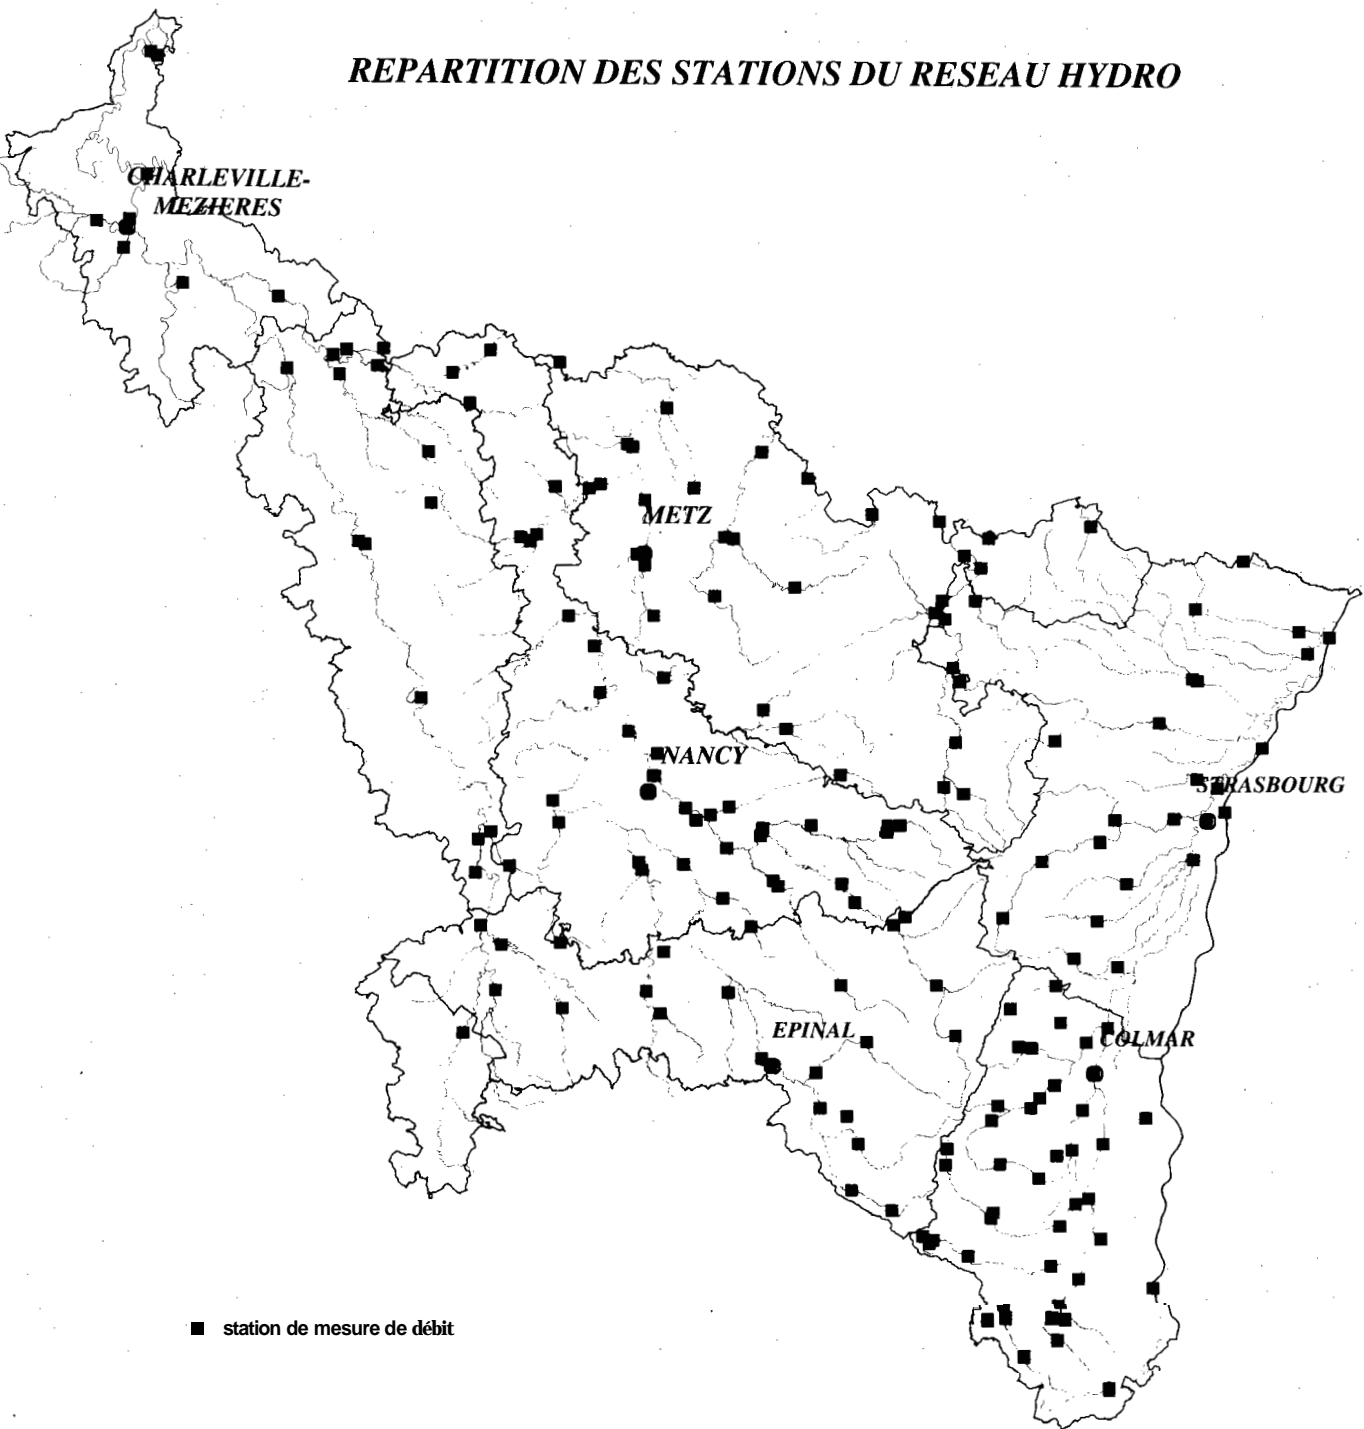 REPARTITION DES STATIONS DU RESEAU HYDRO
CHARLEVILLE-
MEZIERES
METZ
NANCY
STRASBOURG
EPINAL
COLMAR
station de mesure de débit